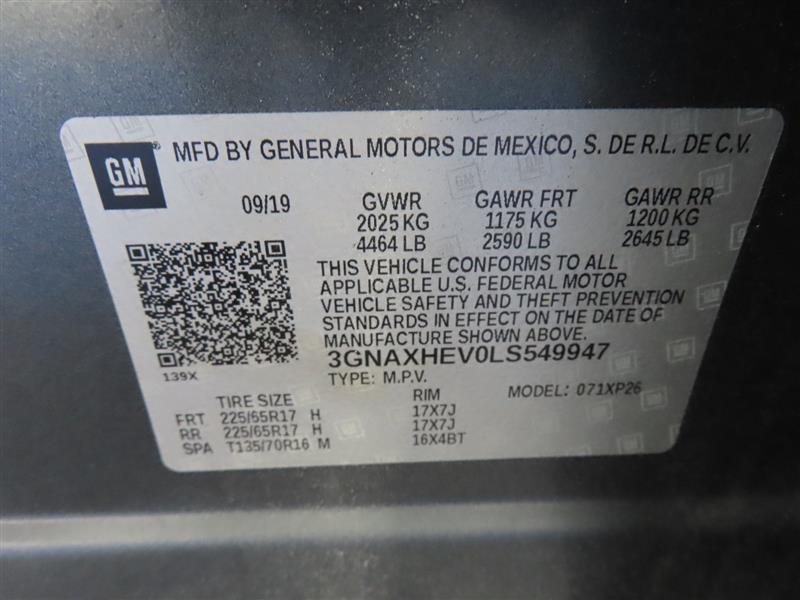 GM
MFD BY GENERAL MOTORS DE MEXICO, S. DE R.L. DE C.V.
09/19 GVWR GAWR FRT GAWR RR
2025 KG 1175 KG 1200 KG
4464 LB 2590 LB 2645 LB
THIS VEHICLE CONFORMS TO ALL
APPLICABLE U.S. FEDERAL MOTOR
VEHICLE SAFETY AND THEFT PREVENTION
STANDARDS IN EFFECT ON THE DATE OF
MANUFACTURE SHOWN ABOVE.
3GNAXHEV0LS549947
139X
TYPE: M.P.V. MODEL: 071XP26
TIRE SIZE RIM
FRT 225/65R17 H 17X7J
RR 225/65R17 H 17X7J
SPA T135/70R16 M 16X4BT